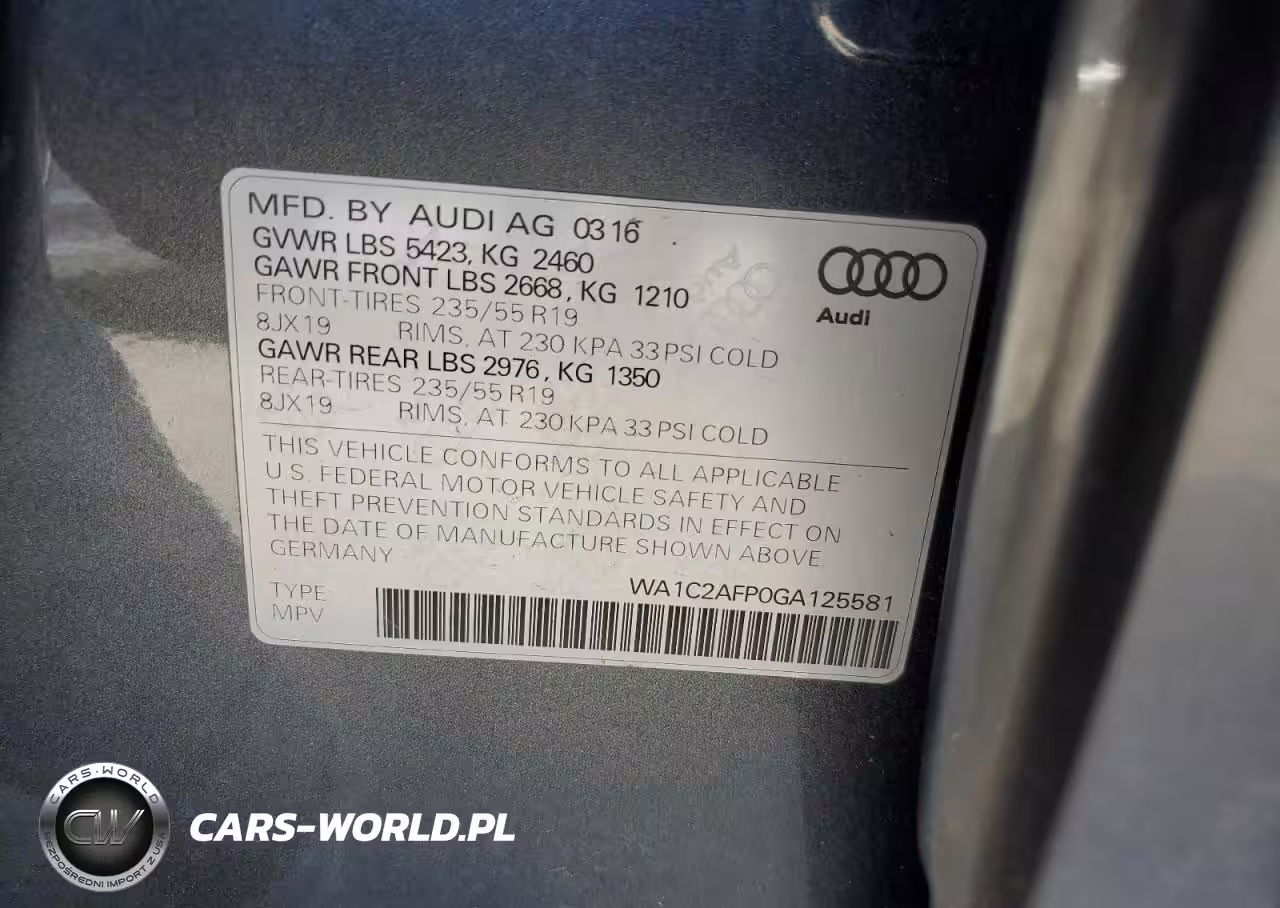 MFD. BY AUDI AG 0316
GVWR LBS 5423, KG 2460
GAWR FRONT LBS 2668, KG 1210
FRONT-TIRES 235/55 R19
8JX19 RIMS, AT 230 KPA 33 PSI COLD
GAWR REAR LBS 2976, KG 1350
REAR-TIRES 235/55 R19
8JX19 RIMS, AT 230 KPA 33 PSI COLD
Audi
THIS VEHICLE CONFORMS TO ALL APPLICABLE
U.S. FEDERAL MOTOR VEHICLE SAFETY AND
THEFT PREVENTION STANDARDS IN EFFECT ON
THE DATE OF MANUFACTURE SHOWN ABOVE.
GERMANY
WA1C2AFP0GA125581
TYPE
MPV
CARS-WORLD
CW
BEZPOŚREDNI IMPORT Z USA
CARS-WORLD.PL